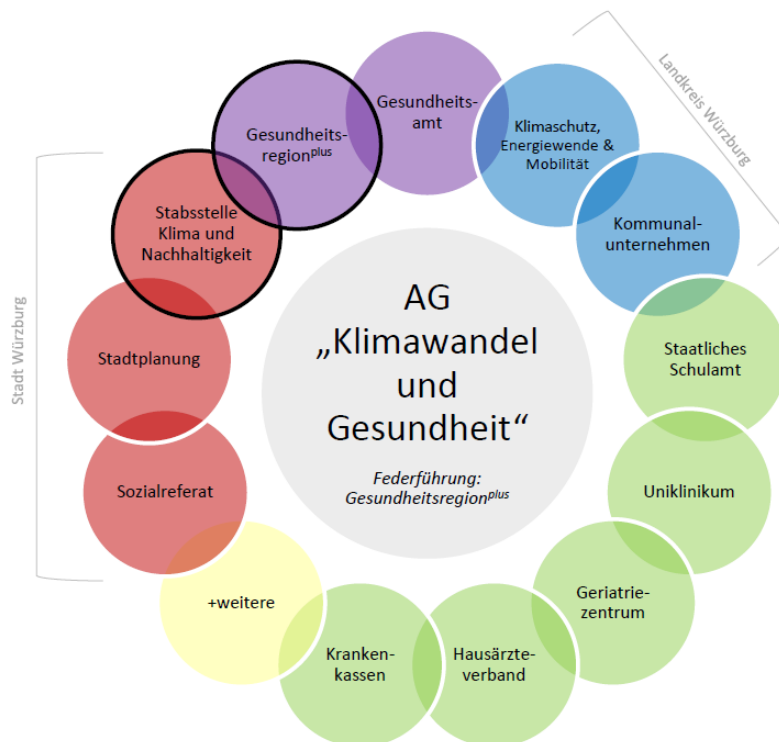 AG
„Klimawandel
und
Gesundheit“
Federführung:
Gesundheitsregionplus
Gesundheits-
amt
Klimaschutz,
Energiewende &
Mobilität
Kommunal-
unternehmen
Landkreis Würzburg
Staatliches
Schulamt
Uniklinikum
Geriatrie-
zentrum
Hausärzte-
verband
Kranken-
kassen
+weitere
Sozialreferat
Stadtplanung
Stabsstelle
Klima und
Nachhaltigkeit
Stadt Würzburg
Gesundheits-
regionplus